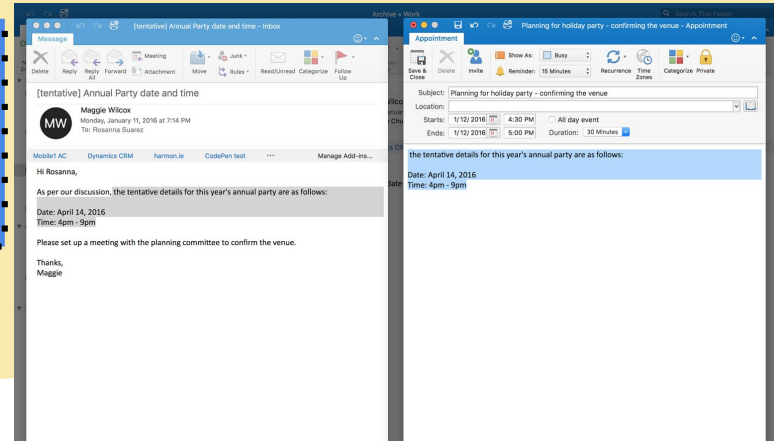 [tentative] Annual Party date and time - Inbox
Message
Delete
Reply
Reply All
Forward
Meeting
Attachment
Move
Junk
Rules
Read/Unread
Categorize
Follow Up
[tentative] Annual Party date and time
MW
Maggie Wilcox
Monday, January 11, 2016 at 7:14 PM
To: Rosanna Suarez
Mobile1 AC Dynamics CRM harmon.ie CodePen test ••• Manage Add-ins...
Hi Rosanna,
As per our discussion, the tentative details for this year's annual party are as follows:
Date: April 14, 2016
Time: 4pm - 9pm
Please set up a meeting with the planning committee to confirm the venue.
Thanks,
Maggie
Archive • Work
Search This Folder
Planning for holiday party - confirming the venue - Appointment
Appointment
Save & Close
Delete
Invite
Show As: Busy
Reminder: 15 Minutes
Recurrence
Time Zones
Categorize
Private
Subject: Planning for holiday party - confirming the venue
Location:
Starts: 1/12/2016 4:30 PM All day event
Ends: 1/12/2016 5:00 PM Duration: 30 Minutes
the tentative details for this year's annual party are as follows:
Date: April 14, 2016
Time: 4pm - 9pm